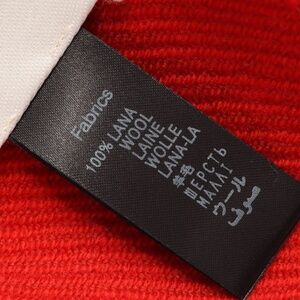 Fabrics
100% LANA
WOOL
LAINE
WOLLE
LANA-LA
羊毛
ШЕРСТЬ
ΜΑΛΛΙ
ウール
صوف